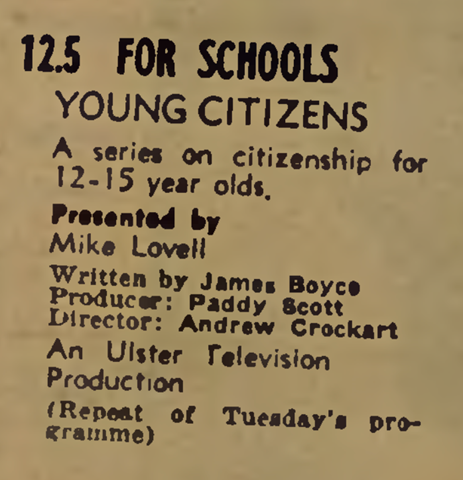 12.5 FOR SCHOOLS
YOUNG CITIZENS
A series on citizenship for
12-15 year olds.
Presented by
Mike Lovell
Written by James Boyce
Producer: Paddy Scott
Director: Andrew Crockart
An Ulster Television
Production
(Repeat of Tuesday's pro-
gramme)